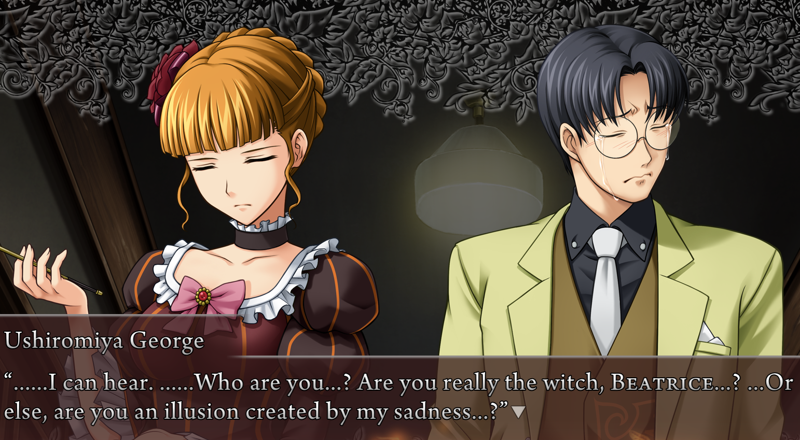 Ushiromiya George
“......I can hear. ......Who are you...? Are you really the witch, BEATRICE...? ...Or
else, are you an illusion created by my sadness...?”